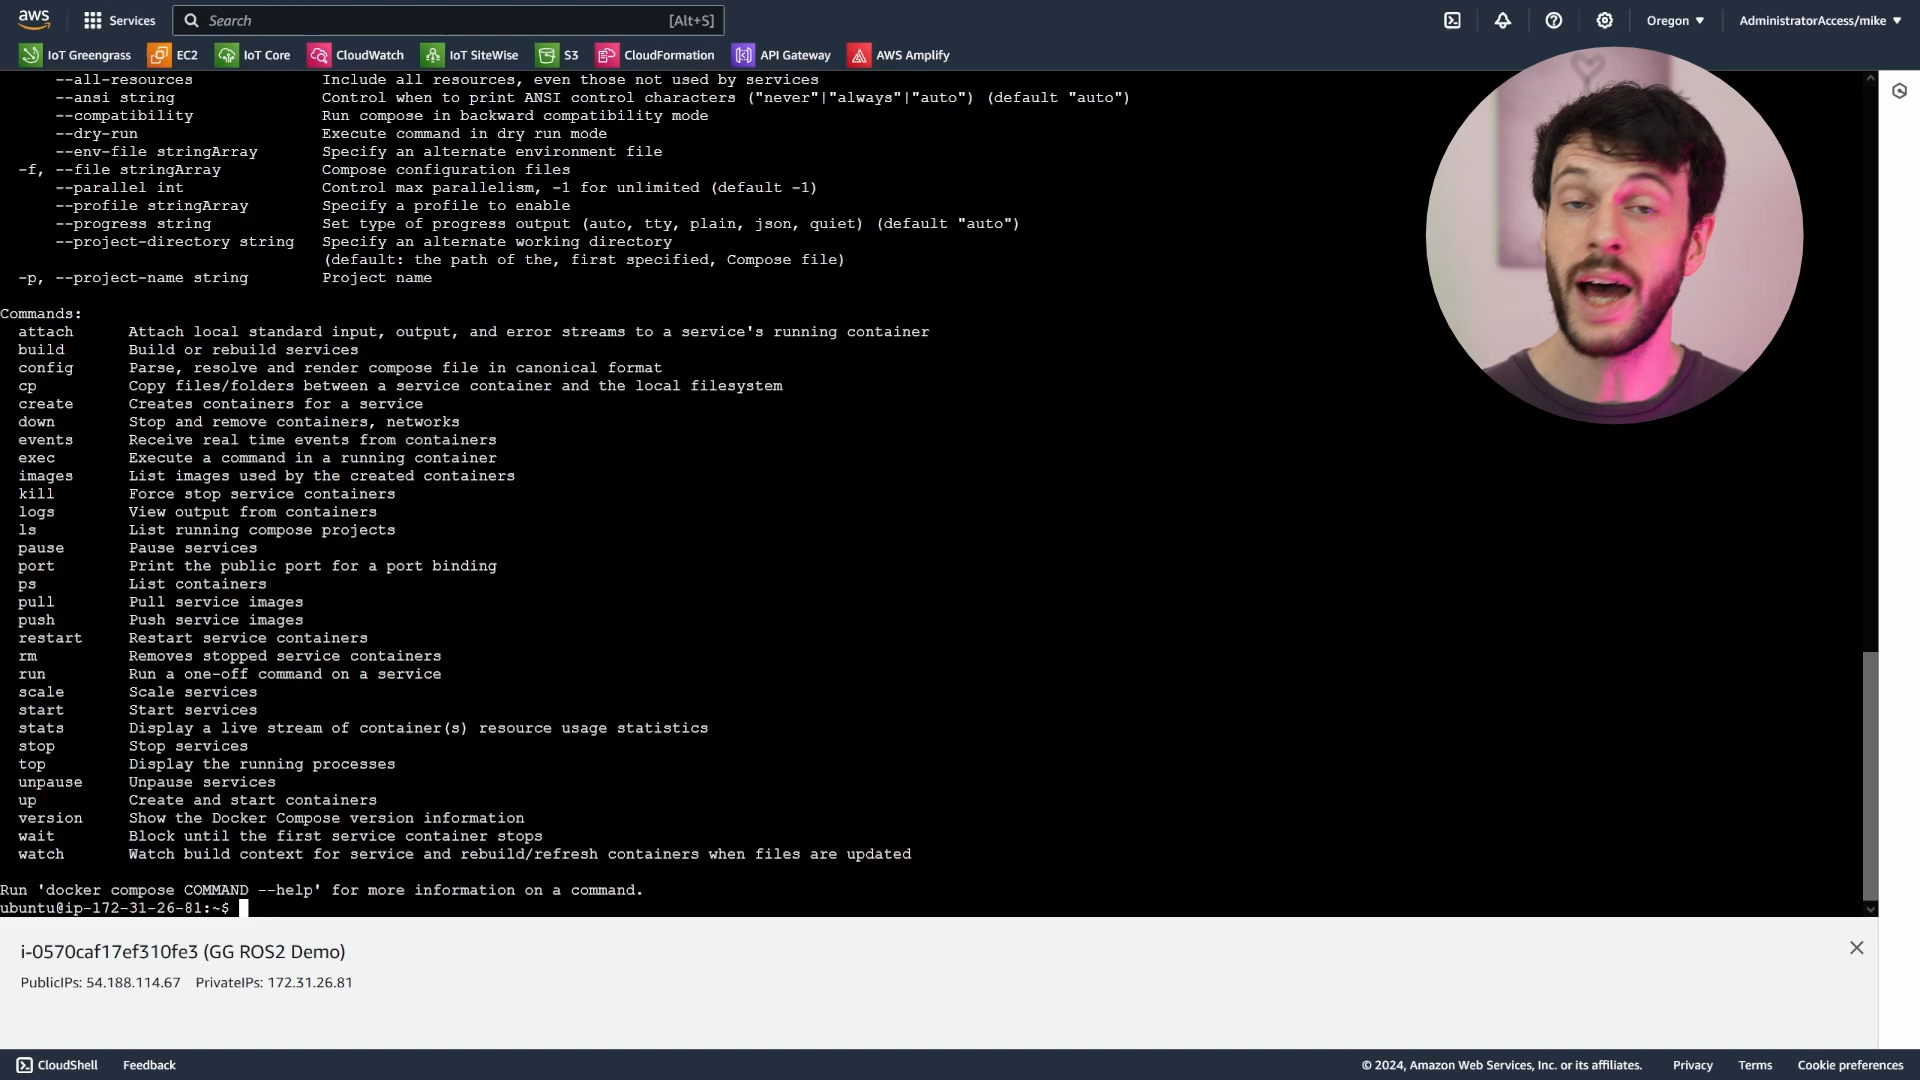 aws
Services
Search
[Alt+S]
Oregon
AdministratorAccess/mike
IoT Greengrass
EC2
IoT Core
CloudWatch
IoT SiteWise
S3
CloudFormation
API Gateway
AWS Amplify
--all-resources Include all resources, even those not used by services
--ansi string Control when to print ANSI control characters ("never"|"always"|"auto") (default "auto")
--compatibility Run compose in backward compatibility mode
--dry-run Execute command in dry run mode
--env-file stringArray Specify an alternate environment file
-f, --file stringArray Compose configuration files
--parallel int Control max parallelism, -1 for unlimited (default -1)
--profile stringArray Specify a profile to enable
--progress string Set type of progress output (auto, tty, plain, json, quiet) (default "auto")
--project-directory string Specify an alternate working directory
(default: the path of the, first specified, Compose file)
-p, --project-name string Project name
Commands:
attach Attach local standard input, output, and error streams to a service's running container
build Build or rebuild services
config Parse, resolve and render compose file in canonical format
cp Copy files/folders between a service container and the local filesystem
create Creates containers for a service
down Stop and remove containers, networks
events Receive real time events from containers
exec Execute a command in a running container
images List images used by the created containers
kill Force stop service containers
logs View output from containers
ls List running compose projects
pause Pause services
port Print the public port for a port binding
ps List containers
pull Pull service images
push Push service images
restart Restart service containers
rm Removes stopped service containers
run Run a one-off command on a service
scale Scale services
start Start services
stats Display a live stream of container(s) resource usage statistics
stop Stop services
top Display the running processes
unpause Unpause services
up Create and start containers
version Show the Docker Compose version information
wait Block until the first service container stops
watch Watch build context for service and rebuild/refresh containers when files are updated
Run 'docker compose COMMAND --help' for more information on a command.
ubuntu@ip-172-31-26-81:~$
i-0570caf17ef310fe3 (GG ROS2 Demo)
PublicIPs: 54.188.114.67 PrivateIPs: 172.31.26.81
CloudShell
Feedback
© 2024, Amazon Web Services, Inc. or its affiliates.
Privacy
Terms
Cookie preferences